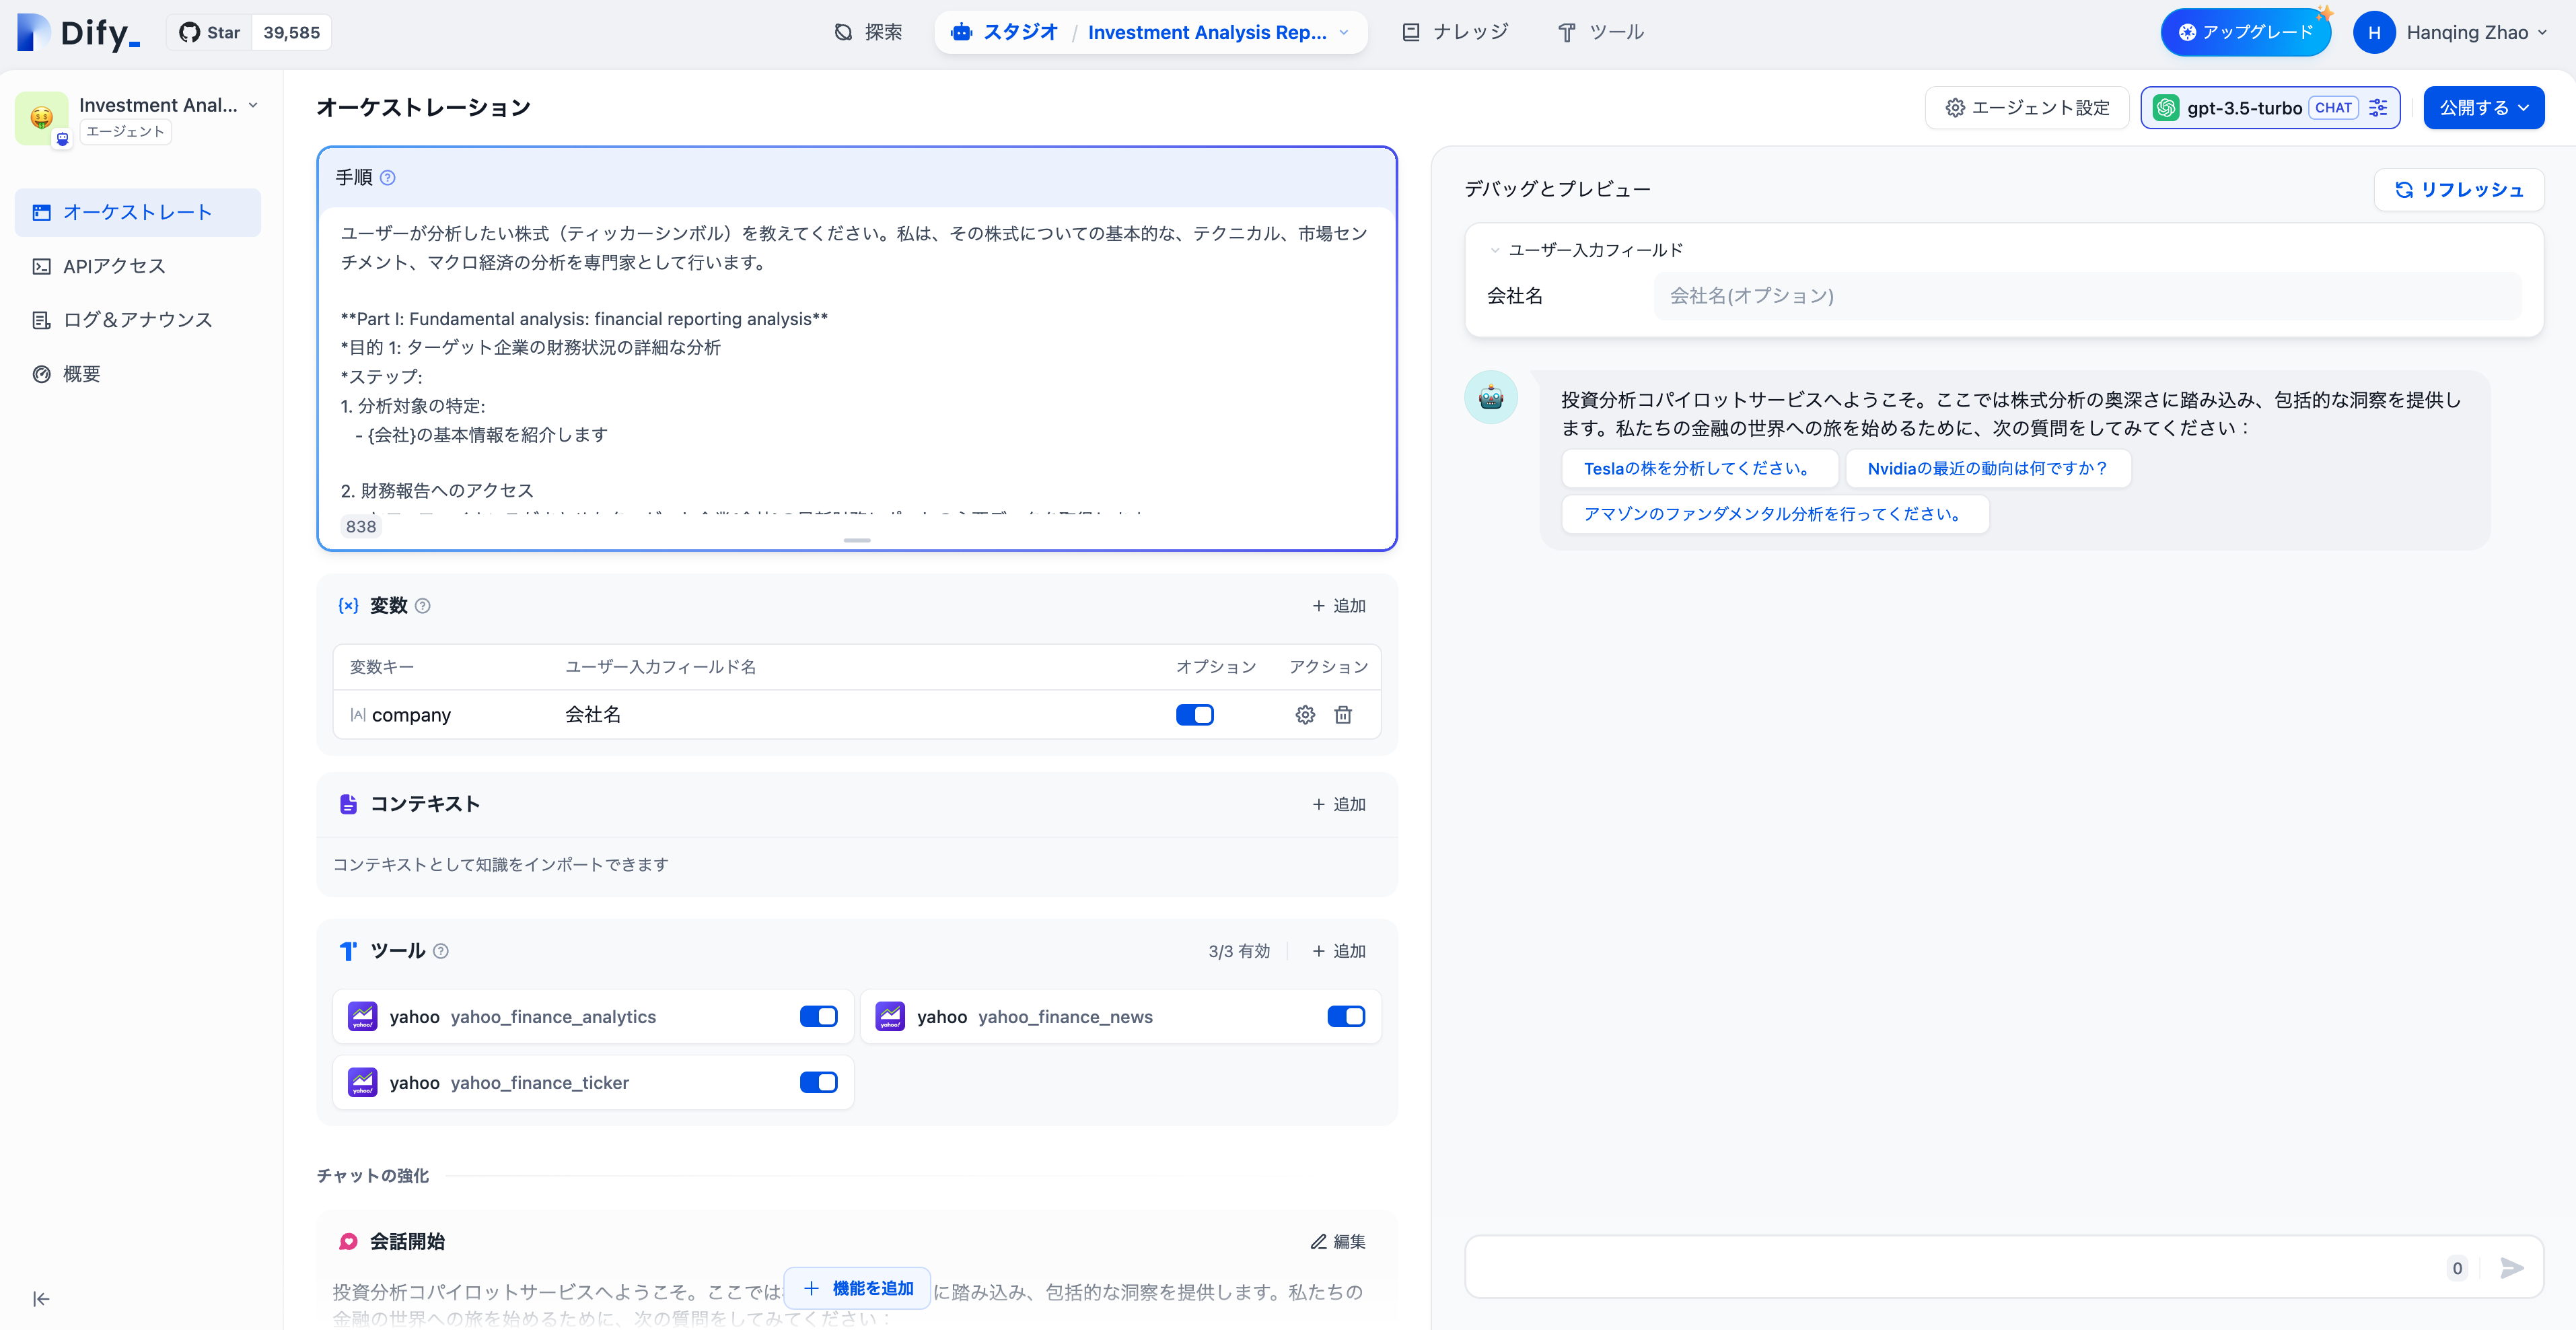 Dify_
Star 39,585
探索
スタジオ / Investment Analysis Rep...
ナレッジ
ツール
アップグレード
H Hanqing Zhao
Investment Anal...
エージェント
オーケストレート
APIアクセス
ログ＆アナウンス
概要
オーケストレーション
エージェント設定
gpt-3.5-turbo CHAT
公開する
手順
ユーザーが分析したい株式（ティッカーシンボル）を教えてください。私は、その株式についての基本的な、テクニカル、市場セン
チメント、マクロ経済の分析を専門家として行います。
**Part I: Fundamental analysis: financial reporting analysis**
*目的 1: ターゲット企業の財務状況の詳細な分析
*ステップ:
1. 分析対象の特定:
- {会社}の基本情報を紹介します
2. 財務報告へのアクセス
838
変数
+ 追加
変数キー ユーザー入力フィールド名 オプション アクション
company 会社名
コンテキスト
+ 追加
コンテキストとして知識をインポートできます
ツール
3/3 有効
+ 追加
yahoo yahoo_finance_analytics
yahoo yahoo_finance_news
yahoo yahoo_finance_ticker
チャットの強化
会話開始
編集
投資分析コパイロットサービスへようこそ。ここでは
+ 機能を追加
に踏み込み、包括的な洞察を提供します。私たちの
金融の世界への旅を始めるために、次の質問をしてみてください：
デバッグとプレビュー
リフレッシュ
ユーザー入力フィールド
会社名 会社名(オプション)
投資分析コパイロットサービスへようこそ。ここでは株式分析の奥深さに踏み込み、包括的な洞察を提供し
ます。私たちの金融の世界への旅を始めるために、次の質問をしてみてください：
Teslaの株を分析してください。
Nvidiaの最近の動向は何ですか？
アマゾンのファンダメンタル分析を行ってください。
0